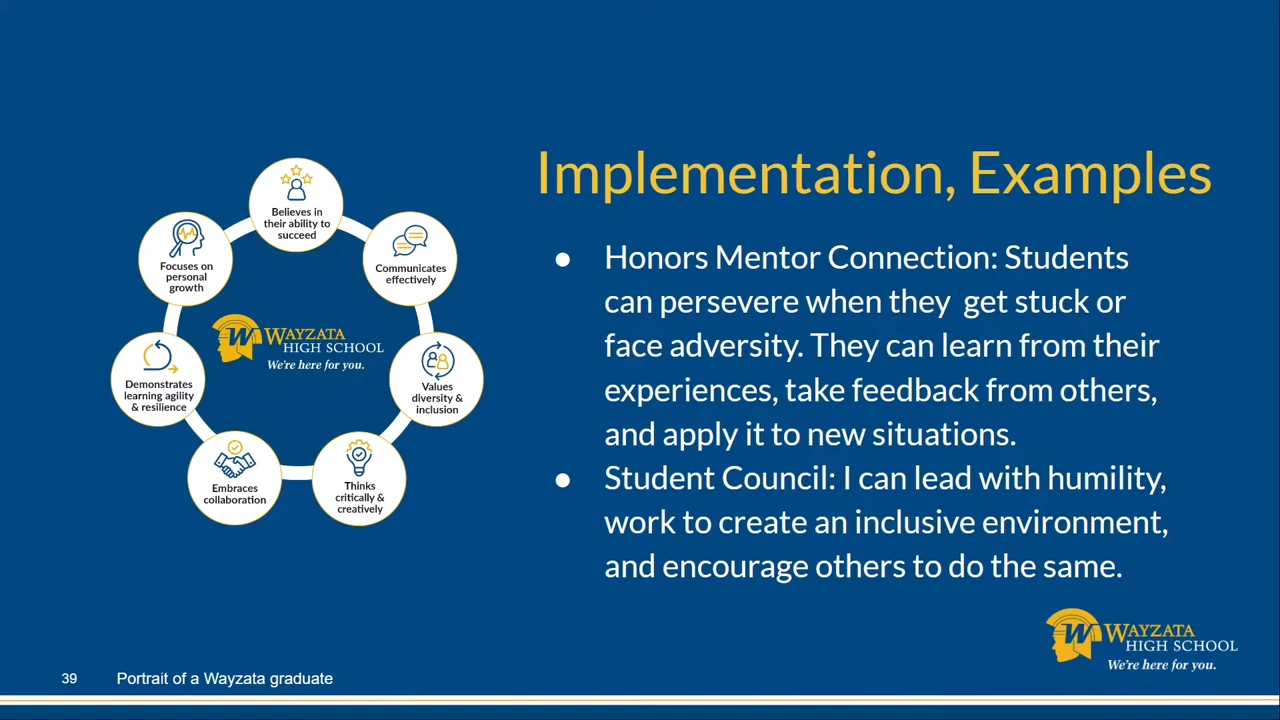 Implementation, Examples
Believes in
their ability to
succeed
Communicates
effectively
Values
diversity &
inclusion
Thinks
critically &
creatively
Embraces
collaboration
Demonstrates
learning agility
& resilience
Focuses on
personal
growth
W WAYZATA
HIGH SCHOOL
We're here for you.
● Honors Mentor Connection: Students
can persevere when they get stuck or
face adversity. They can learn from their
experiences, take feedback from others,
and apply it to new situations.
● Student Council: I can lead with humility,
work to create an inclusive environment,
and encourage others to do the same.
W WAYZATA
HIGH SCHOOL
We're here for you.
39 Portrait of a Wayzata graduate